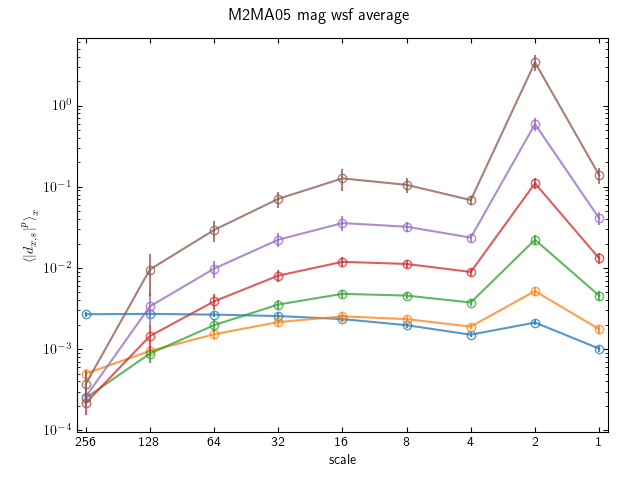 M2MA05 mag wsf average
⟨|d_{x,s}|^p⟩_x
10^0
10^{-1}
10^{-2}
10^{-3}
10^{-4}
256 128 64 32 16 8 4 2 1
scale